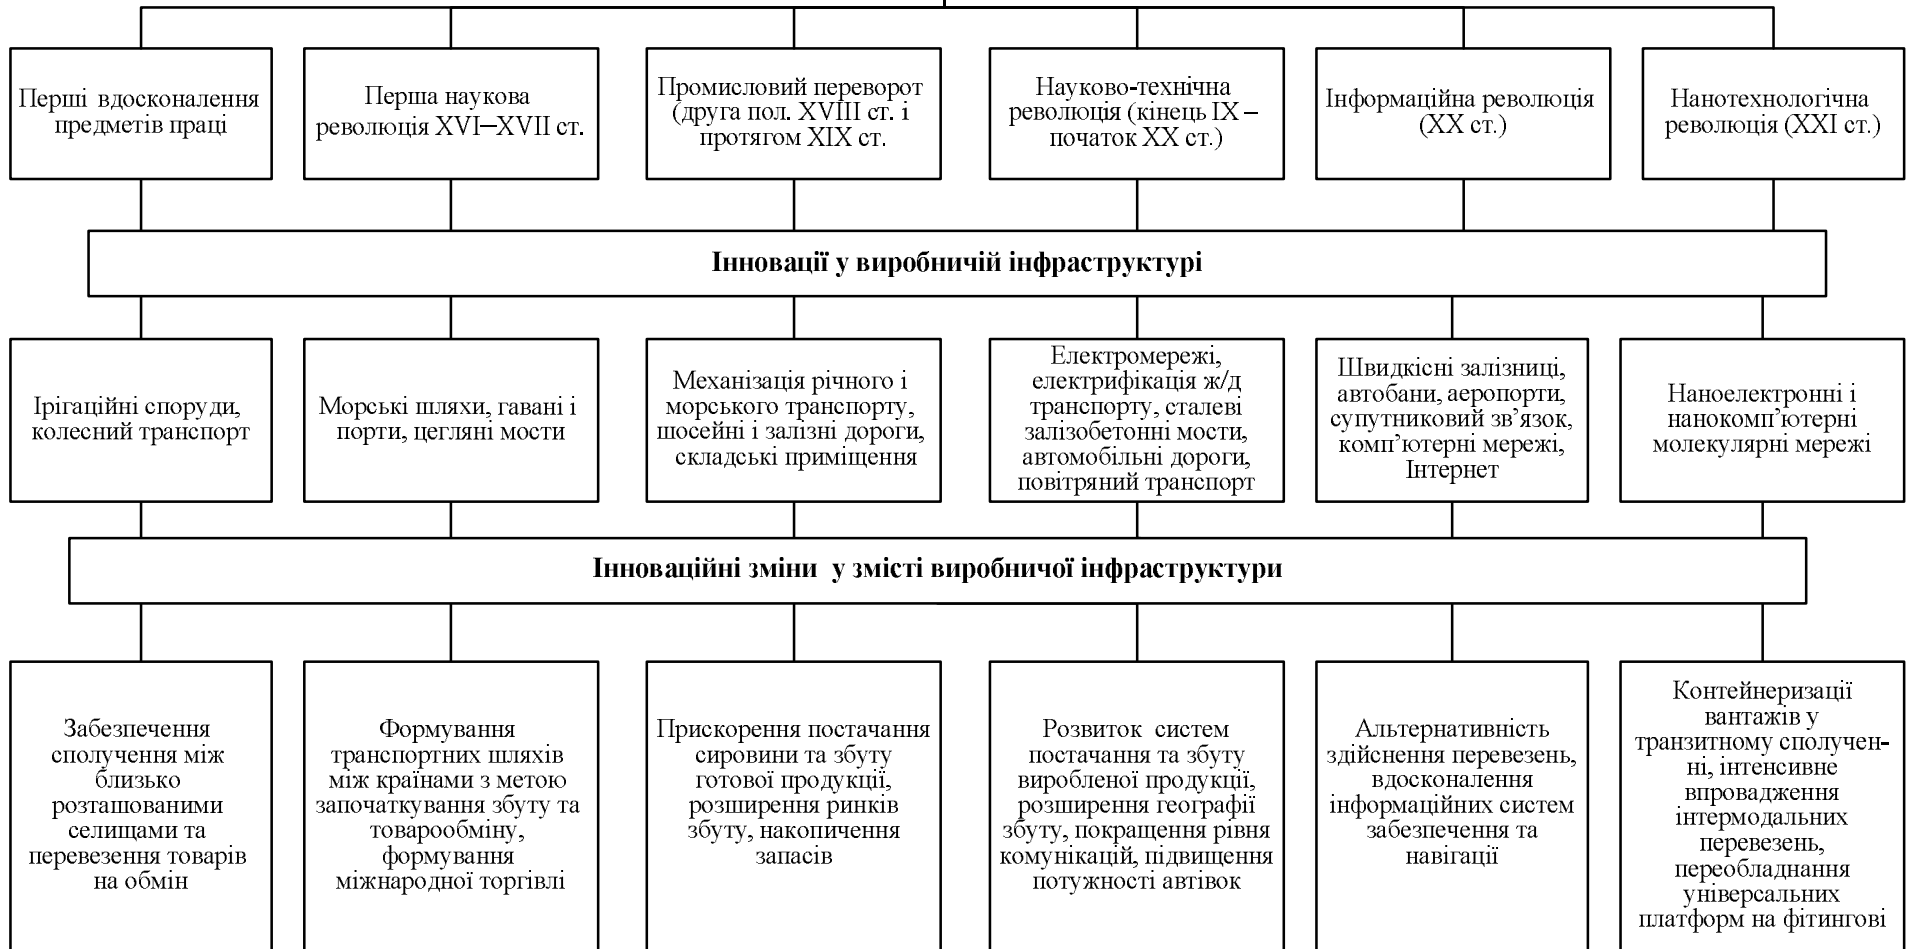 Перші вдосконалення
предметів праці
Перша наукова
революція XVI–XVII ст.
Промисловий переворот
(друга пол. XVIII ст. і
протягом XIX ст.
Науково-технічна
революція (кінець IX –
початок XX ст.)
Інформаційна революція
(XX ст.)
Нанотехнологічна
революція (XXI ст.)
Інновації у виробничій інфраструктурі
Ірігаційні споруди,
колесний транспорт
Морські шляхи, гавані і
порти, цегляні мости
Механізація річного і
морського транспорту,
шосейні і залізні дороги,
складські приміщення
Електромережі,
електрифікація ж/д
транспорту, сталеві
залізобетонні мости,
автомобільні дороги,
повітряний транспорт
Швидкісні залізниці,
автобани, аеропорти,
супутниковий зв’язок,
комп’ютерні мережі,
Інтернет
Наноелектронні і
нанокомп’ютерні
молекулярні мережі
Інноваційні зміни у змісті виробничої інфраструктури
Забезпечення
сполучення між
близько
розташованими
селищами та
перевезення товарів
на обмін
Формування
транспортних шляхів
між країнами з метою
започаткування збуту та
товарообміну,
формування
міжнародної торгівлі
Прискорення постачання
сировини та збуту
готової продукції,
розширення ринків
збуту, накопичення
запасів
Розвиток систем
постачання та збуту
виробленої продукції,
розширення географії
збуту, покращення рівня
комунікацій, підвищення
потужності автівок
Альтернативність
здійснення перевезень,
вдосконалення
інформаційних систем
забезпечення та
навігації
Контейнеризації
вантажів у
транзитному сполучен-
ні, інтенсивне
впровадження
інтермодальних
перевезень,
переобладнання
універсальних
платформ на фітингові